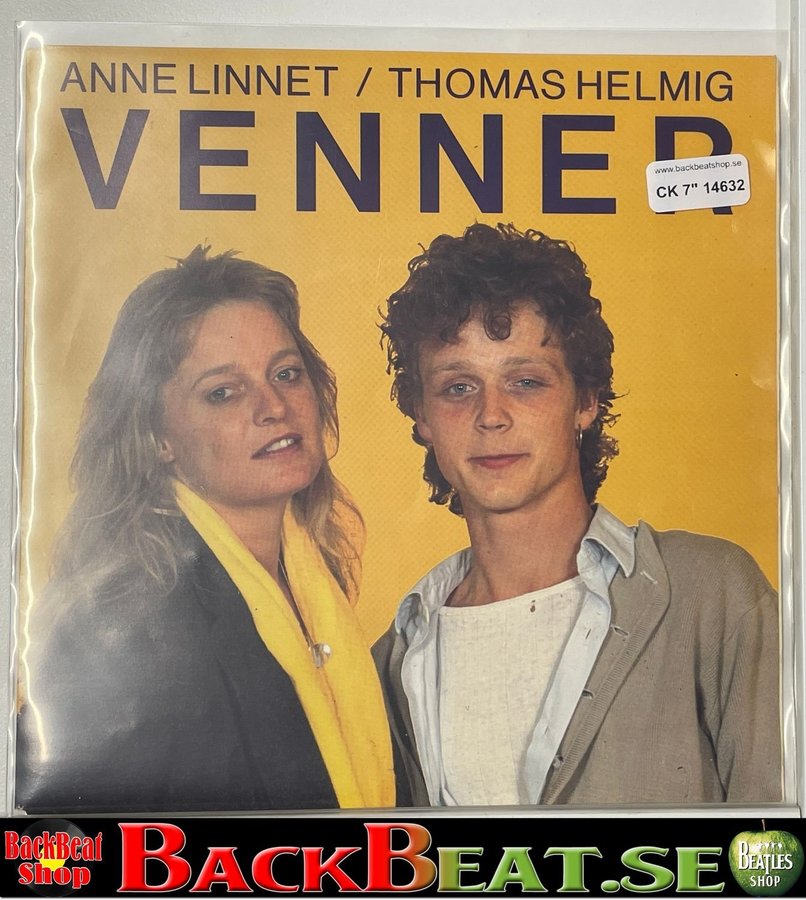 ANNE LINNET / THOMAS HELMIG
VENNER
www.backbeatshop.se
CK 7" 14632
BackBeat
Shop
BACKBEAT.SE
BEATLES
SHOP